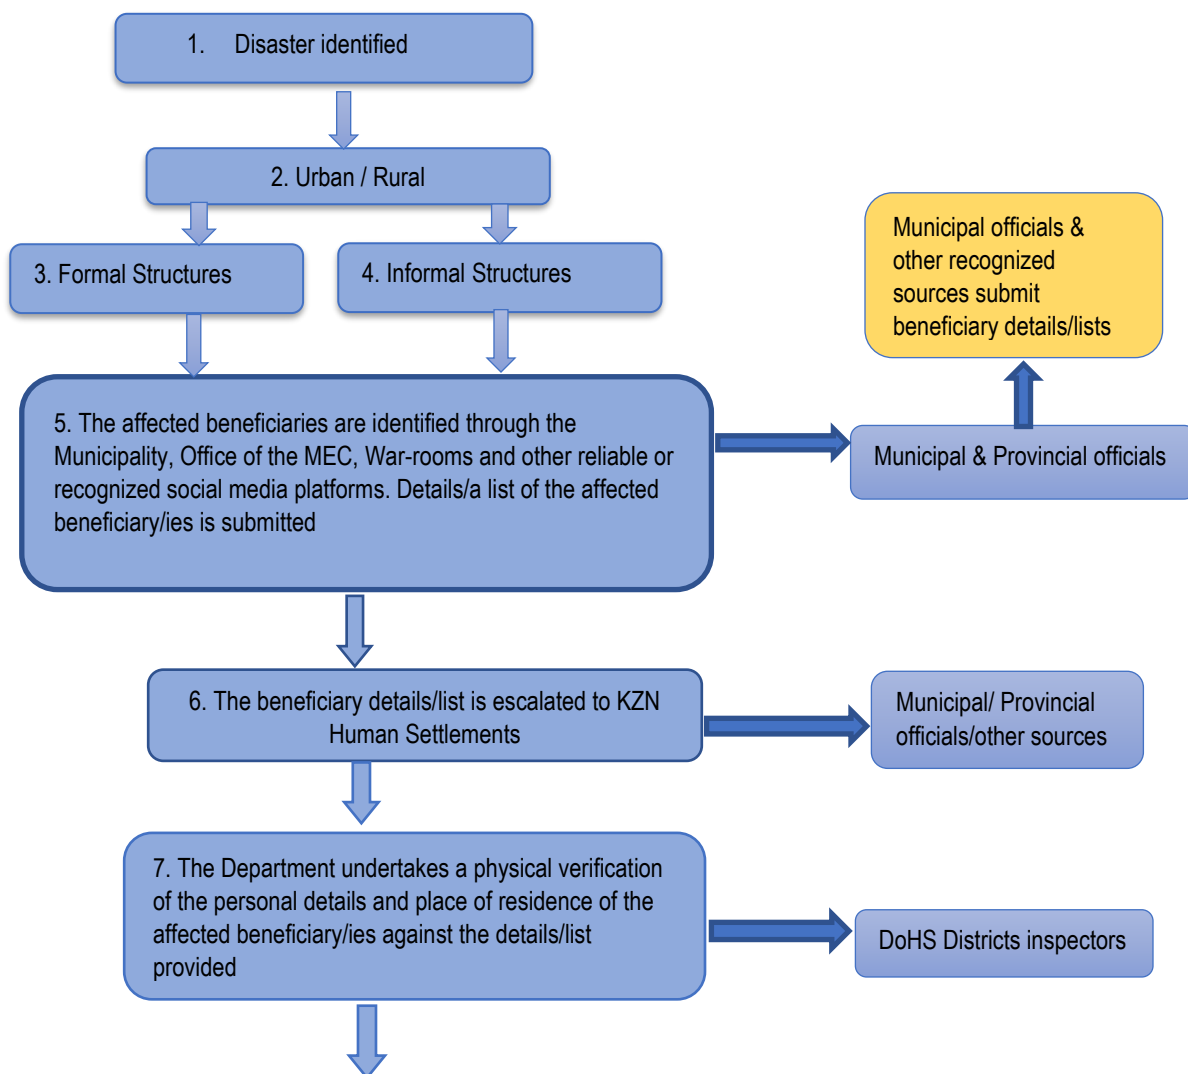 1. Disaster identified
2. Urban / Rural
3. Formal Structures
4. Informal Structures
Municipal officials &
other recognized
sources submit
beneficiary details/lists
5. The affected beneficiaries are identified through the
Municipality, Office of the MEC, War-rooms and other reliable or
recognized social media platforms. Details/a list of the affected
beneficiary/ies is submitted
Municipal & Provincial officials
6. The beneficiary details/list is escalated to KZN
Human Settlements
Municipal/ Provincial
officials/other sources
7. The Department undertakes a physical verification
of the personal details and place of residence of the
affected beneficiary/ies against the details/list
provided
DoHS Districts inspectors